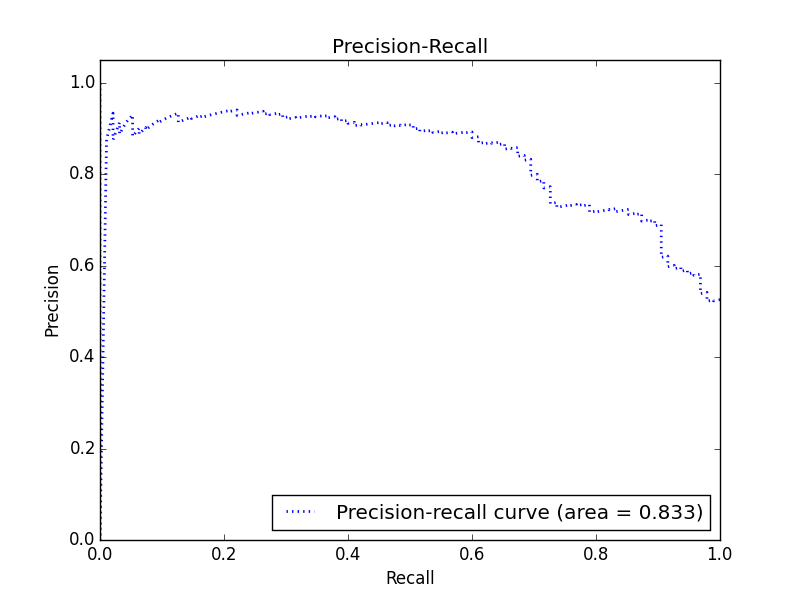 Precision-Recall
1.0
0.8
0.6
0.4
0.2
0.0
Precision
Precision-recall curve (area = 0.833)
0.0 0.2 0.4 0.6 0.8 1.0
Recall